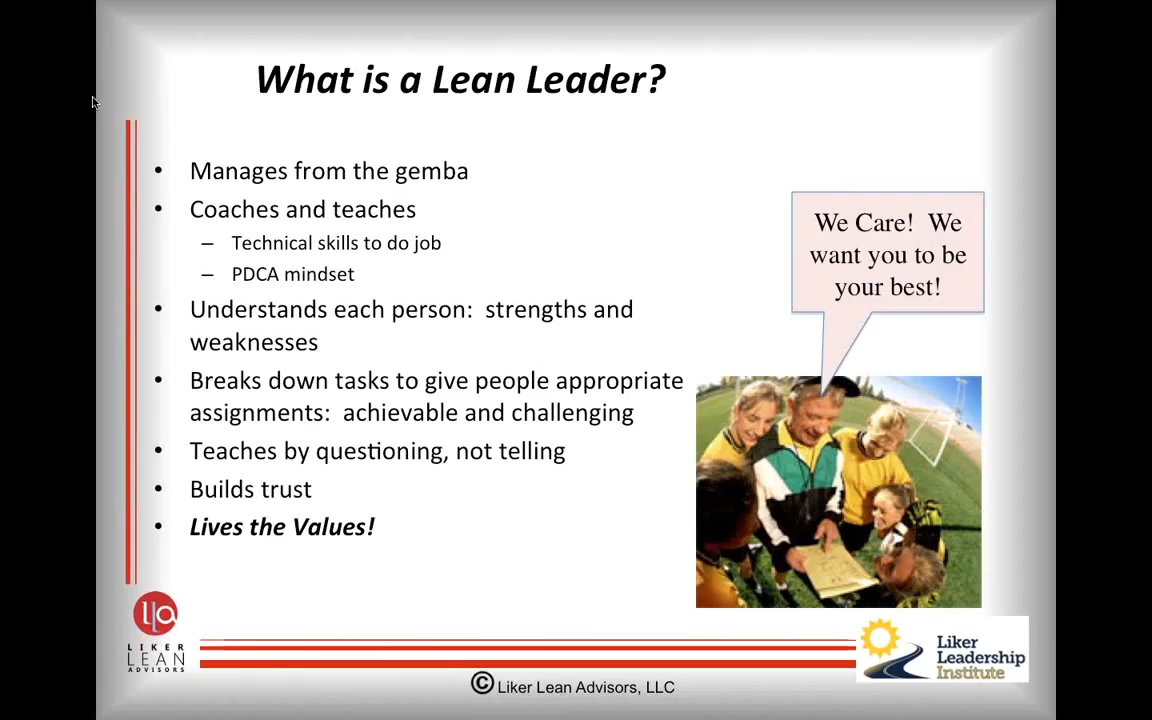 What is a Lean Leader?
• Manages from the gemba
• Coaches and teaches
– Technical skills to do job
– PDCA mindset
• Understands each person:  strengths and
weaknesses
• Breaks down tasks to give people appropriate
assignments:  achievable and challenging
• Teaches by questioning, not telling
• Builds trust
• Lives the Values!
We Care!  We
want you to be
your best!
lla
LIKER
LEAN
ADVISORS
© Liker Lean Advisors, LLC
Liker
Leadership
Institute